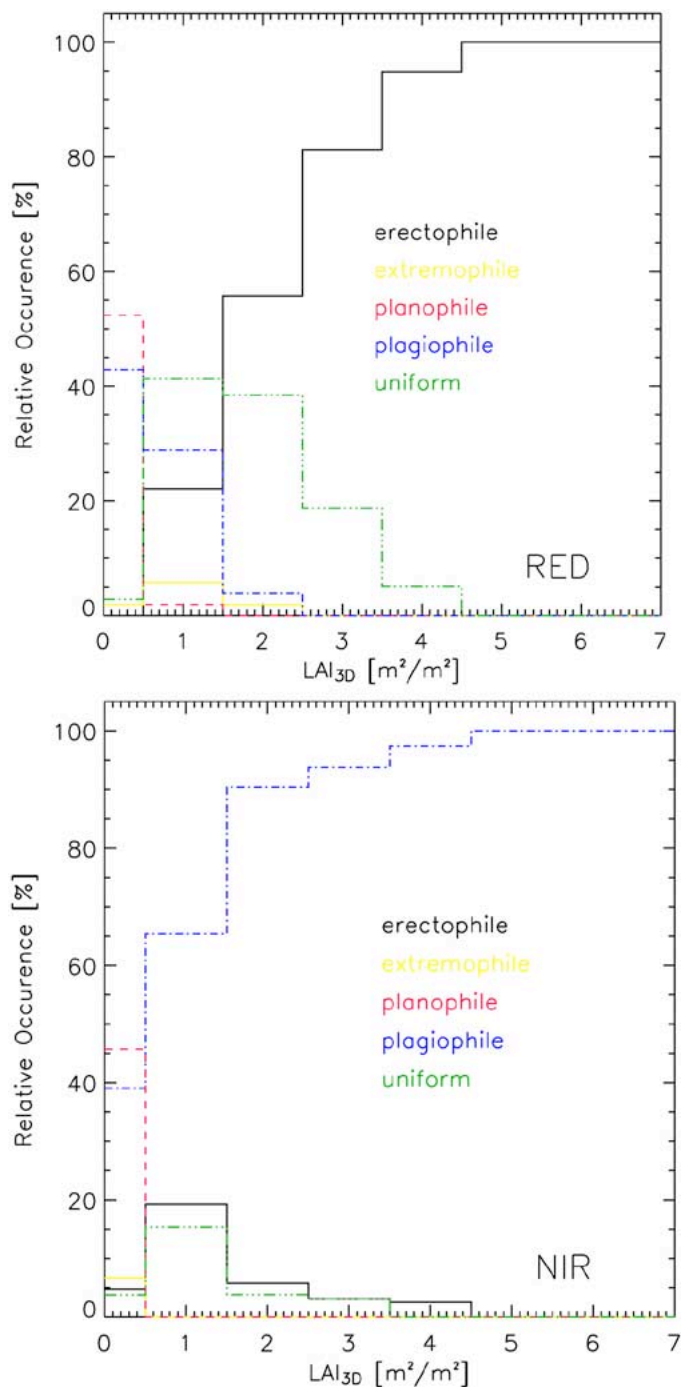 100
80
60
40
20
0
Relative Occurence [%]
erectophile
extremophile
planophile
plagiophile
uniform
RED
0 1 2 3 4 5 6 7
LAI3D [m²/m²]
100
80
60
40
20
0
Relative Occurence [%]
erectophile
extremophile
planophile
plagiophile
uniform
NIR
0 1 2 3 4 5 6 7
LAI3D [m²/m²]